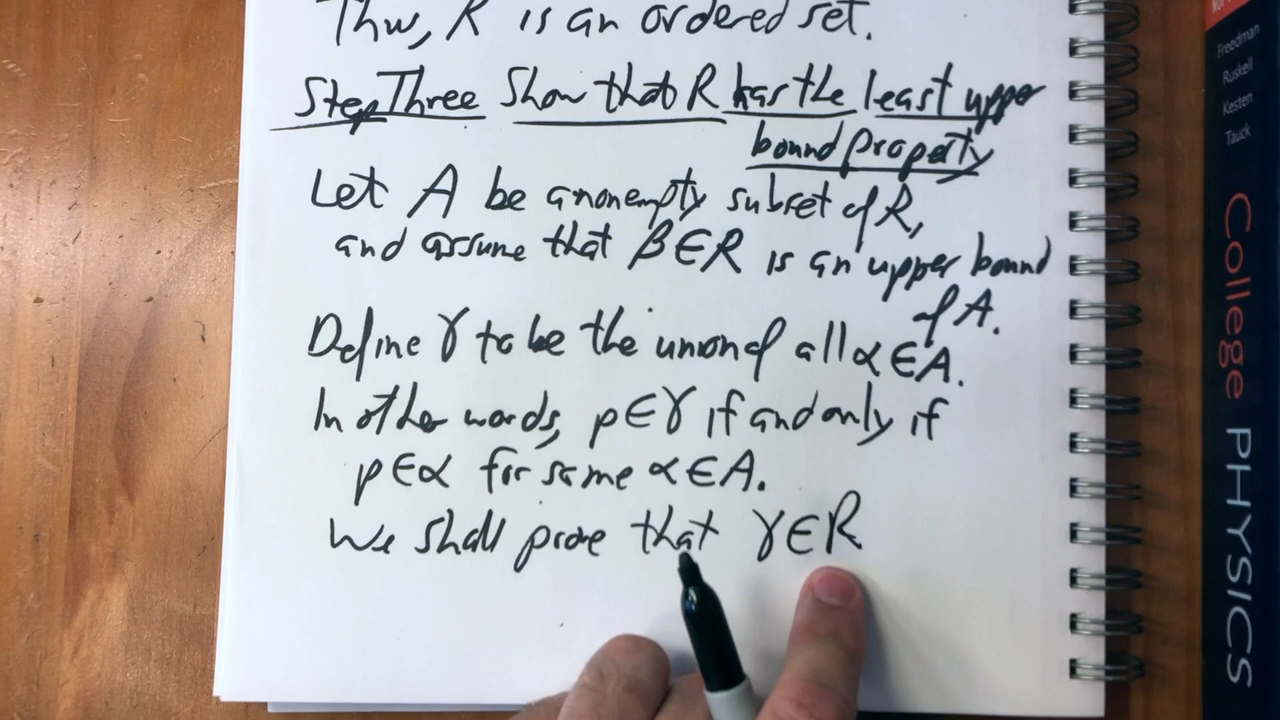 Thus, R is an ordered set.
Step Three Show that R has the least upper
bound property
Let A be a nonempty subset of R,
and assume that β∈R is an upper bound
of A.
Define γ to be the union of all α∈A.
In other words, p∈γ if and only if
p∈α for some α∈A.
We shall prove that γ∈R
Freedman
Ruskell
Kesten
Tauck
College PHYSICS